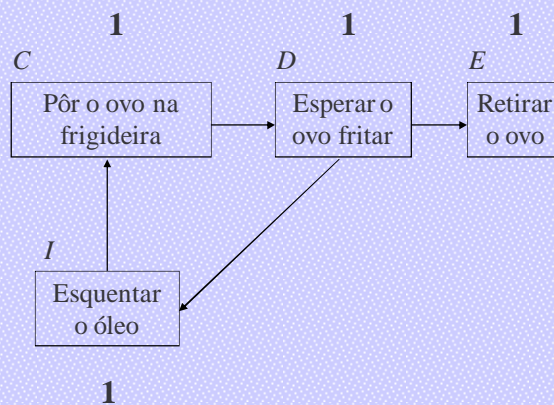 1 1 1
C D E
Pôr o ovo na frigideira
Esperar o ovo fritar
Retirar o ovo
I
Esquentar o óleo
1